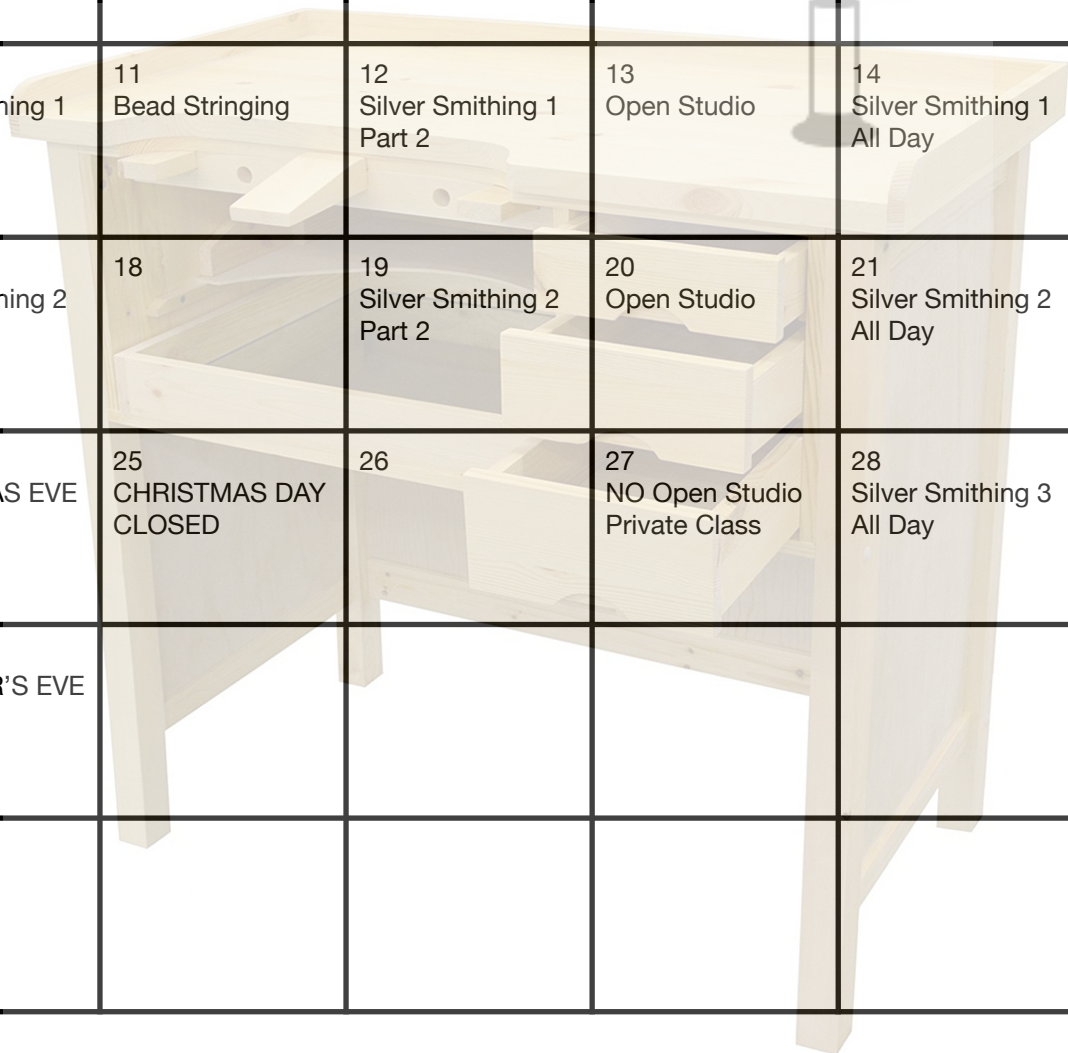 11 12 13 14
ning 1 Bead Stringing Silver Smithing 1 Open Studio Silver Smithing 1
Part 2 All Day
18 19 20 21
ning 2 Silver Smithing 2 Open Studio Silver Smithing 2
Part 2 All Day
25 26 27 28
AS EVE CHRISTMAS DAY NO Open Studio Silver Smithing 3
CLOSED Private Class All Day
R'S EVE